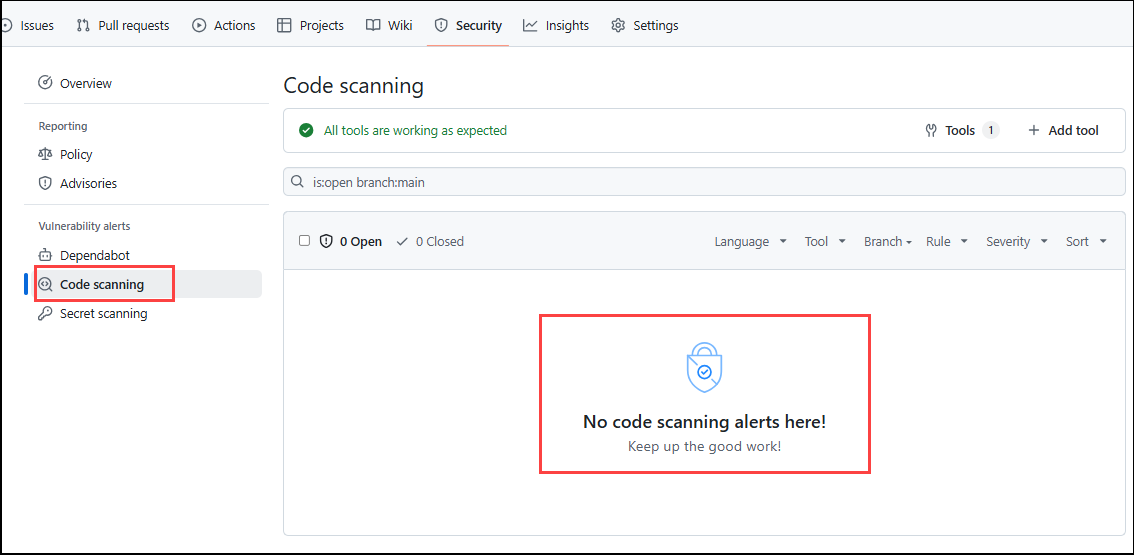 Issues Pull requests Actions Projects Wiki Security Insights Settings
Overview
Reporting
Policy
Advisories
Vulnerability alerts
Dependabot
Code scanning
Secret scanning
Code scanning
All tools are working as expected Tools 1 Add tool
is:open branch:main
0 Open 0 Closed Language Tool Branch Rule Severity Sort
No code scanning alerts here!
Keep up the good work!